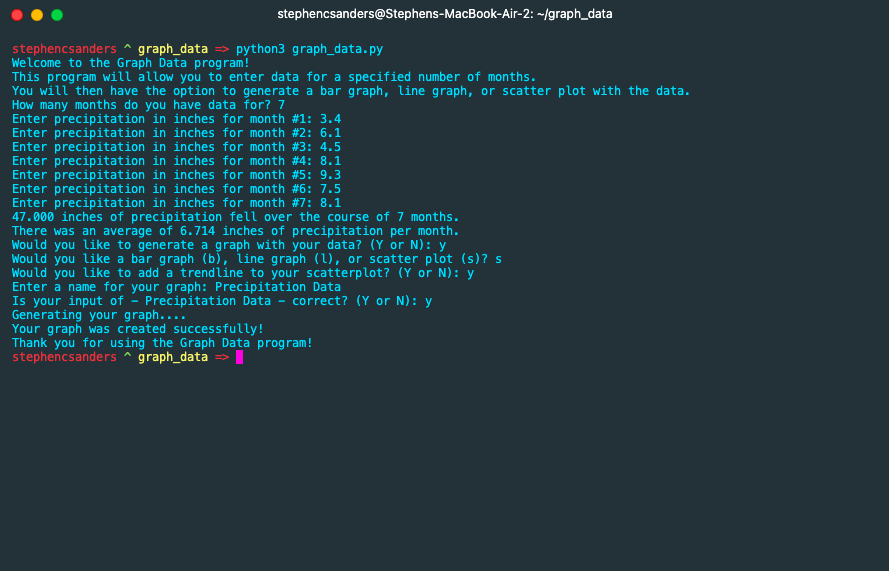 stephencsanders@Stephens-MacBook-Air-2: ~/graph_data
stephencsanders ^ graph_data => python3 graph_data.py
Welcome to the Graph Data program!
This program will allow you to enter data for a specified number of months.
You will then have the option to generate a bar graph, line graph, or scatter plot with the data.
How many months do you have data for? 7
Enter precipitation in inches for month #1: 3.4
Enter precipitation in inches for month #2: 6.1
Enter precipitation in inches for month #3: 4.5
Enter precipitation in inches for month #4: 8.1
Enter precipitation in inches for month #5: 9.3
Enter precipitation in inches for month #6: 7.5
Enter precipitation in inches for month #7: 8.1
47.000 inches of precipitation fell over the course of 7 months.
There was an average of 6.714 inches of precipitation per month.
Would you like to generate a graph with your data? (Y or N): y
Would you like a bar graph (b), line graph (l), or scatter plot (s)? s
Would you like to add a trendline to your scatterplot? (Y or N): y
Enter a name for your graph: Precipitation Data
Is your input of - Precipitation Data - correct? (Y or N): y
Generating your graph....
Your graph was created successfully!
Thank you for using the Graph Data program!
stephencsanders ^ graph_data =>